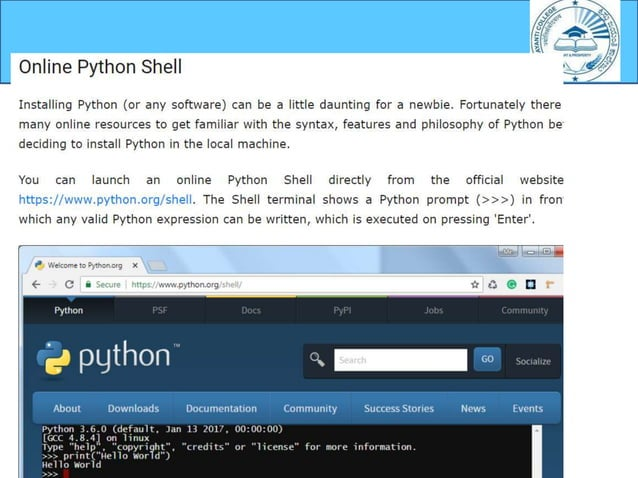 AYANTI COLLEGE
Online Python Shell
Installing Python (or any software) can be a little daunting for a newbie. Fortunately there
many online resources to get familiar with the syntax, features and philosophy of Python be
deciding to install Python in the local machine.
You can launch an online Python Shell directly from the official website
https://www.python.org/shell. The Shell terminal shows a Python prompt (>>>) in fron
which any valid Python expression can be written, which is executed on pressing 'Enter'.
Welcome to Python.org
Secure | https://www.python.org/shell/
Python PSF Docs PyPI Jobs Community
python™
Search GO Socialize
About Downloads Documentation Community Success Stories News Events
Python 3.6.0 (default, Jan 13 2017, 00:00:00)
[GCC 4.8.4] on linux
Type "help", "copyright", "credits" or "license" for more information.
>>> print("Hello World")
Hello World
>>>